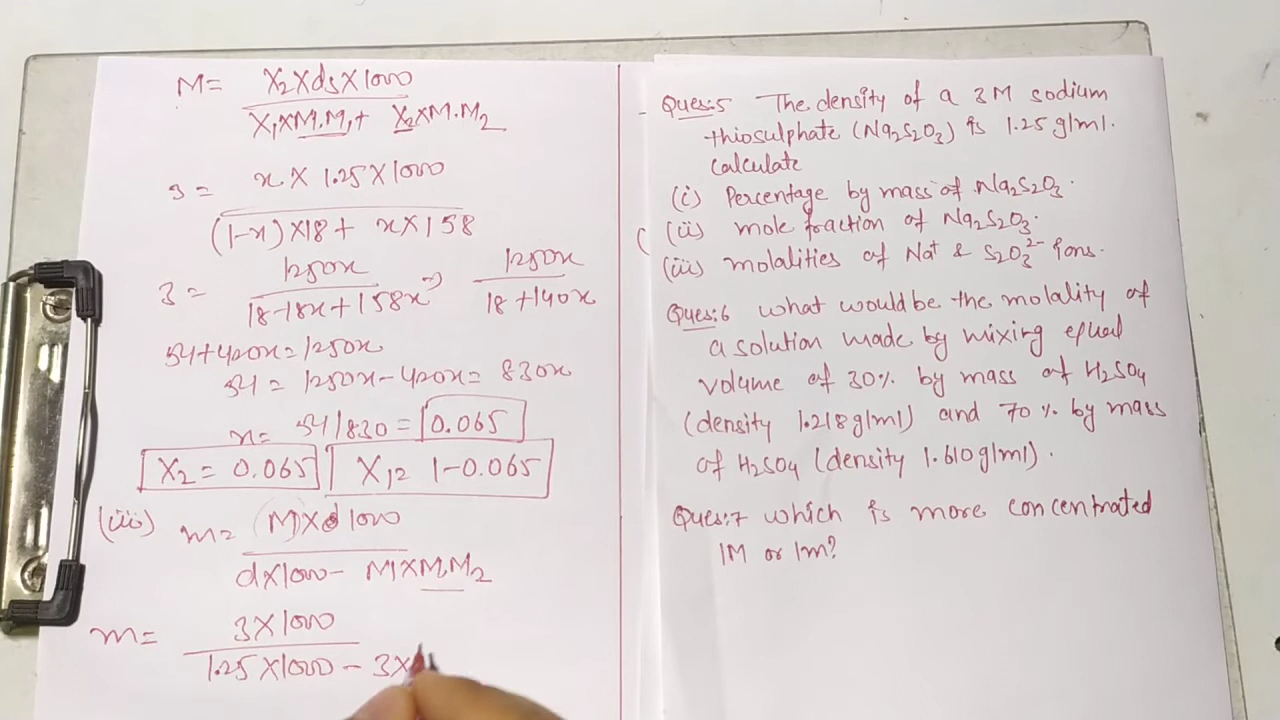 M = X2 X ds X 1000
X1 X M.M1 + X2 X M.M2
3 = x X 1.25 X 1000
(1-x) X 18 + x X 158
3 = 1250x / 18-18x+158x ⇒ 1250x / 18+140x
54+420x = 1250x
54 = 1250x - 420x = 830x
x = 54/830 = 0.065
X2 = 0.065 X1 = 1-0.065
(iii) m = M X 1000
d X 1000 - M X M.M2
m = 3 X 1000
1.25 X 1000 - 3 X
Ques:5 The density of a 3M sodium
thiosulphate (Na2S2O3) is 1.25 g/ml.
calculate
(i) Percentage by mass of Na2S2O3.
(ii) mole fraction of Na2S2O3.
(iii) molalities of Na+ & S2O3 2- ions.
Ques:6 what would be the molality of
a solution made by mixing equal
volume of 30% by mass of H2SO4
(density 1.218 g/ml) and 70% by mass
of H2SO4 (density 1.610 g/ml).
Ques:7 which is more concentrated
1M or 1m?